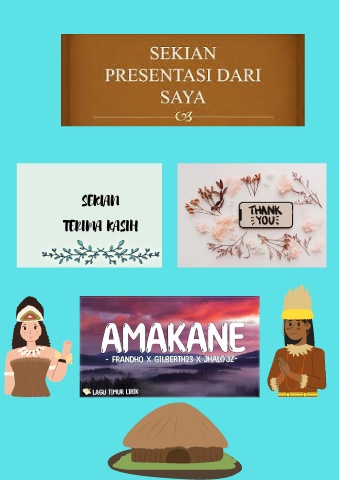 SEKIAN
PRESENTASI DARI
SAYA
SEKIAN
TERIMA KASIH
THANK
YOU
AMAKANE
- FRANDHO X GILBERTH23 X JHALO JZ-
LAGU TIMUR LIRIK